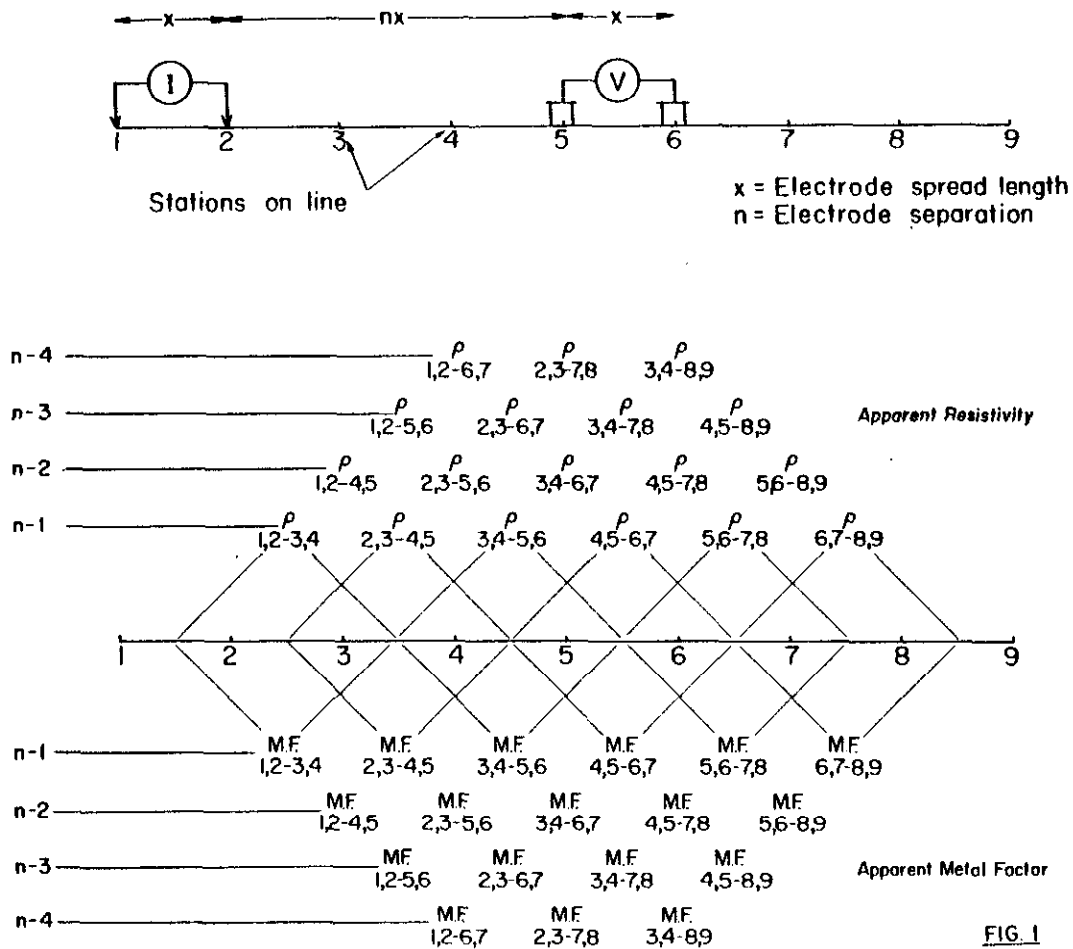 x nx x
I V
1 2 3 4 5 6 7 8 9
Stations on line
x = Electrode spread length
n = Electrode separation
n-4 ρ ρ ρ
1,2-6,7 2,3-7,8 3,4-8,9
n-3 ρ ρ ρ ρ Apparent Resistivity
1,2-5,6 2,3-6,7 3,4-7,8 4,5-8,9
n-2 ρ ρ ρ ρ ρ
1,2-4,5 2,3-5,6 3,4-6,7 4,5-7,8 5,6-8,9
n-1 ρ ρ ρ ρ ρ ρ
1,2-3,4 2,3-4,5 3,4-5,6 4,5-6,7 5,6-7,8 6,7-8,9
1 2 3 4 5 6 7 8 9
n-1 M.F. M.F. M.F. M.F. M.F. M.F.
1,2-3,4 2,3-4,5 3,4-5,6 4,5-6,7 5,6-7,8 6,7-8,9
n-2 M.F. M.F. M.F. M.F. M.F.
1,2-4,5 2,3-5,6 3,4-6,7 4,5-7,8 5,6-8,9
n-3 M.F. M.F. M.F. M.F. Apparent Metal Factor
1,2-5,6 2,3-6,7 3,4-7,8 4,5-8,9
n-4 M.F. M.F. M.F.
1,2-6,7 2,3-7,8 3,4-8,9
FIG. 1